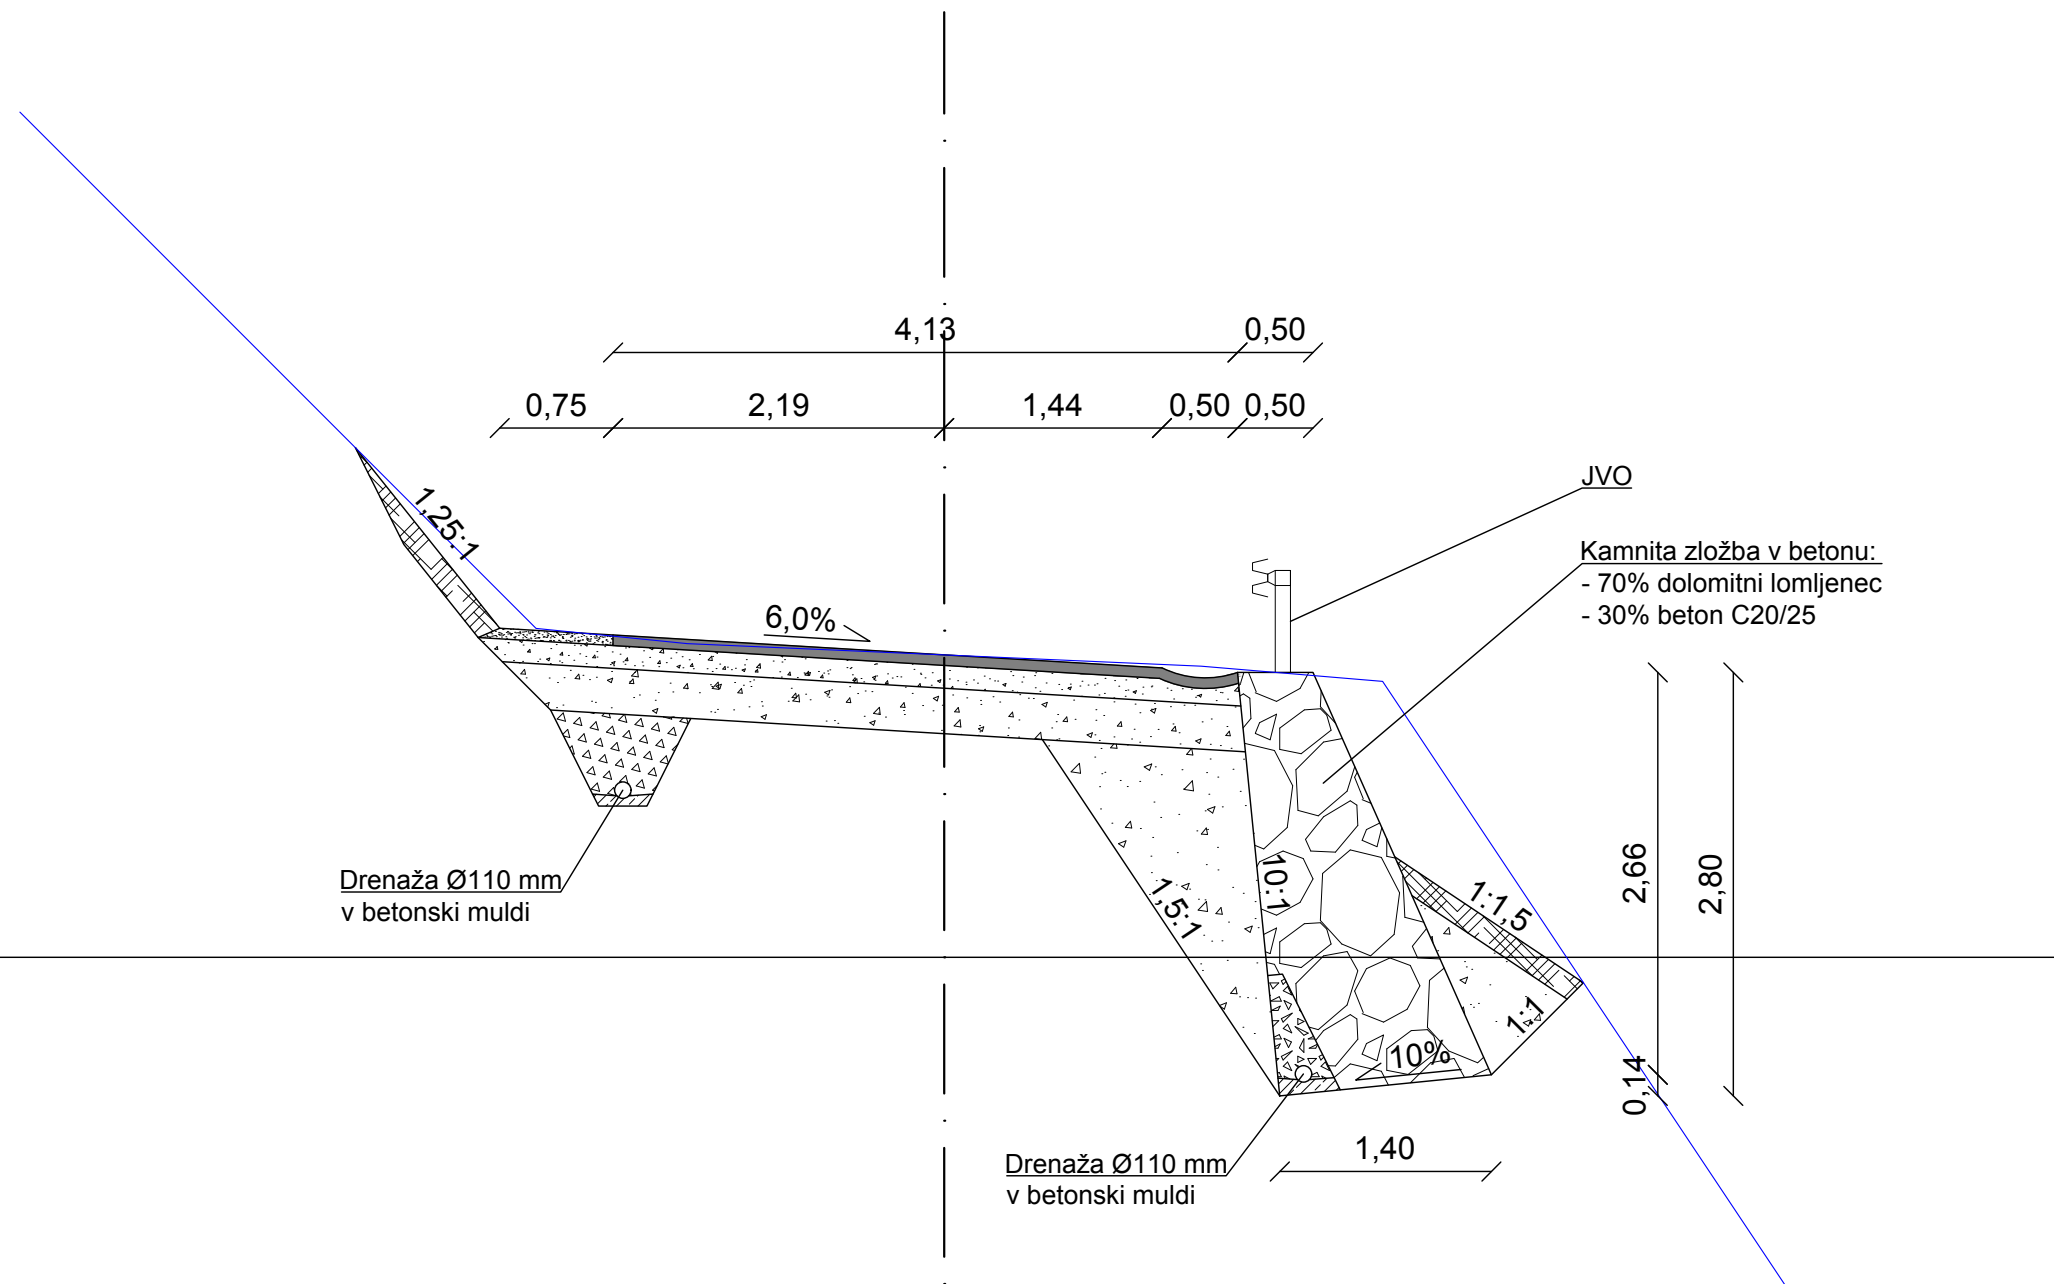 4,13
0,50
0,75
2,19
1,44
0,50
0,50
JVO
1,25:1
Kamnita zložba v betonu:
- 70% dolomitni lomljenec
- 30% beton C20/25
6,0%
2,66
2,80
Drenaža Ø110 mm
v betonski muldi
10:1
1,5:1
1:1,5
1:1
10%
0,14
1,40
Drenaža Ø110 mm
v betonski muldi